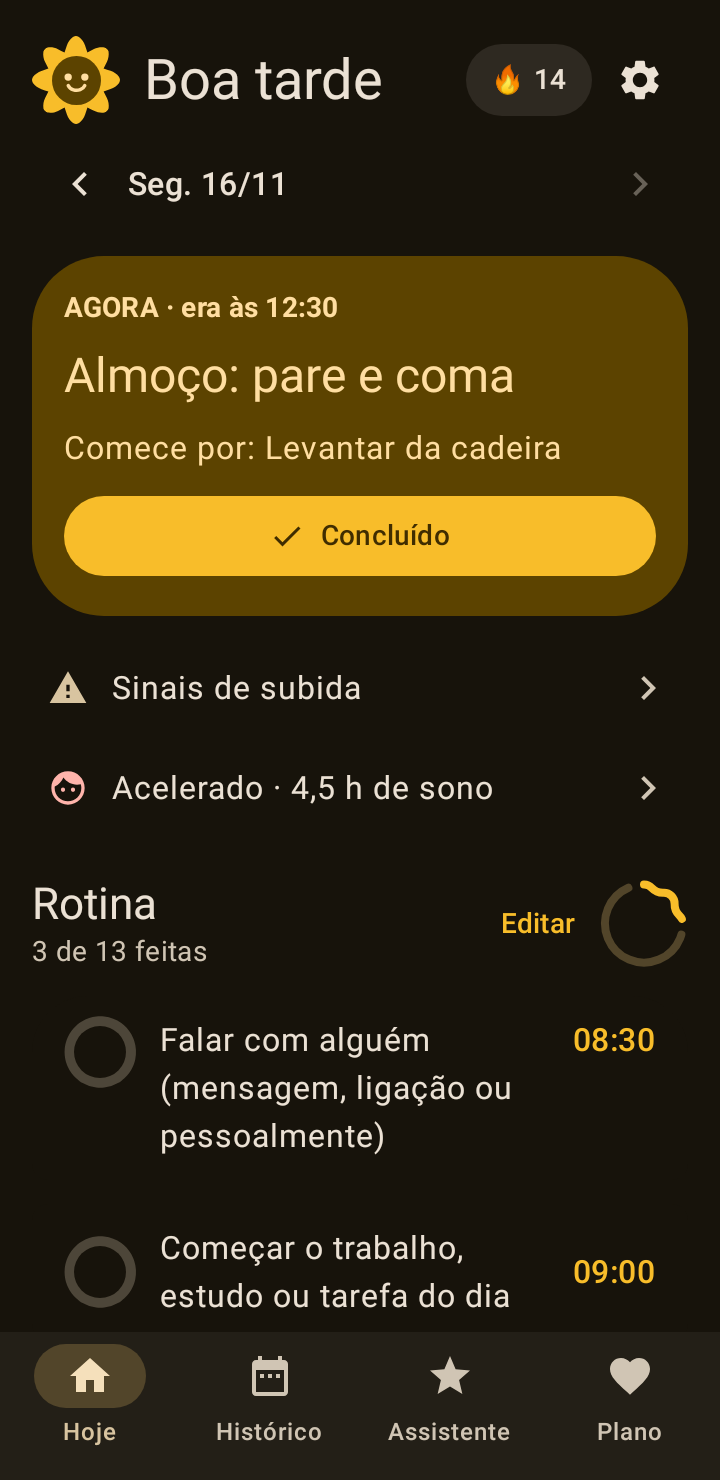 Boa tarde
🔥 14
Seg. 16/11
AGORA · era às 12:30
Almoço: pare e coma
Comece por: Levantar da cadeira
Concluído
Sinais de subida
Acelerado · 4,5 h de sono
Rotina
Editar
3 de 13 feitas
Falar com alguém
08:30
(mensagem, ligação ou
pessoalmente)
Começar o trabalho,
09:00
estudo ou tarefa do dia
Hoje
Histórico
Assistente
Plano